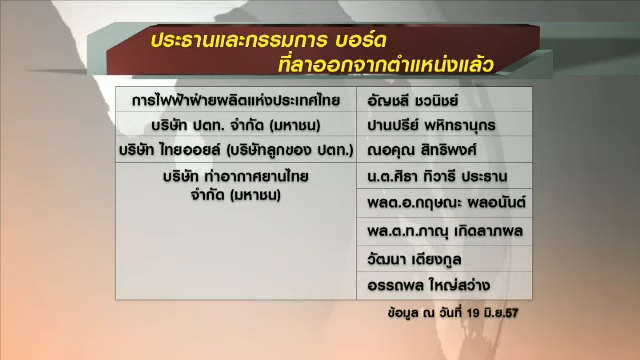 ประธานและกรรมการ บอร์ด
ที่ลาออกจากตำแหน่งแล้ว
การไฟฟ้าฝ่ายผลิตแห่งประเทศไทย อัญชลี ชวนิชย์
บริษัท ปตท. จำกัด (มหาชน) ปานปรีย์ พหิทธานุกร
บริษัท ไทยออยล์ (บริษัทลูกของ ปตท.) ณอคุณ สิทธิพงศ์
บริษัท ท่าอากาศยานไทย น.ต.ศิธา ทิวารี ประธาน
จำกัด (มหาชน) พลต.อ.กฤษณะ ผลอนันต์
พล.ต.ท.ภาณุ เกิดลาภผล
วัฒนา เตียงกูล
อรรถพล ใหญ่สว่าง
ข้อมูล ณ วันที่ 19 มิ.ย.57